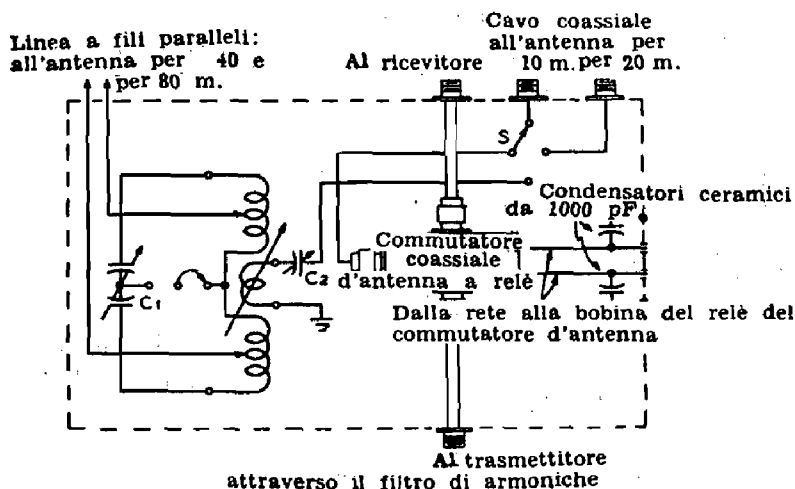 Linea a fili paralleli:
all'antenna per 40 e
per 80 m.
Al ricevitore
Cavo coassiale
all'antenna per
10 m. per 20 m.
S
Condensatori ceramici
da 1000 pF
Commutatore
coassiale
d'antenna a relè
C1
C2
Dalla rete alla bobina del relè del
commutatore d'antenna
Al trasmettitore
attraverso il filtro di armoniche